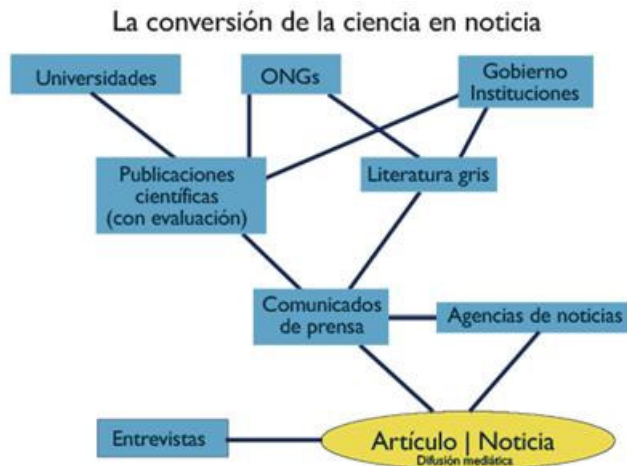 La conversión de la ciencia en noticia
Universidades
ONGs
Gobierno
Instituciones
Publicaciones
científicas
(con evaluación)
Literatura gris
Comunicados
de prensa
Agencias de noticias
Entrevistas
Artículo | Noticia
Difusión mediática